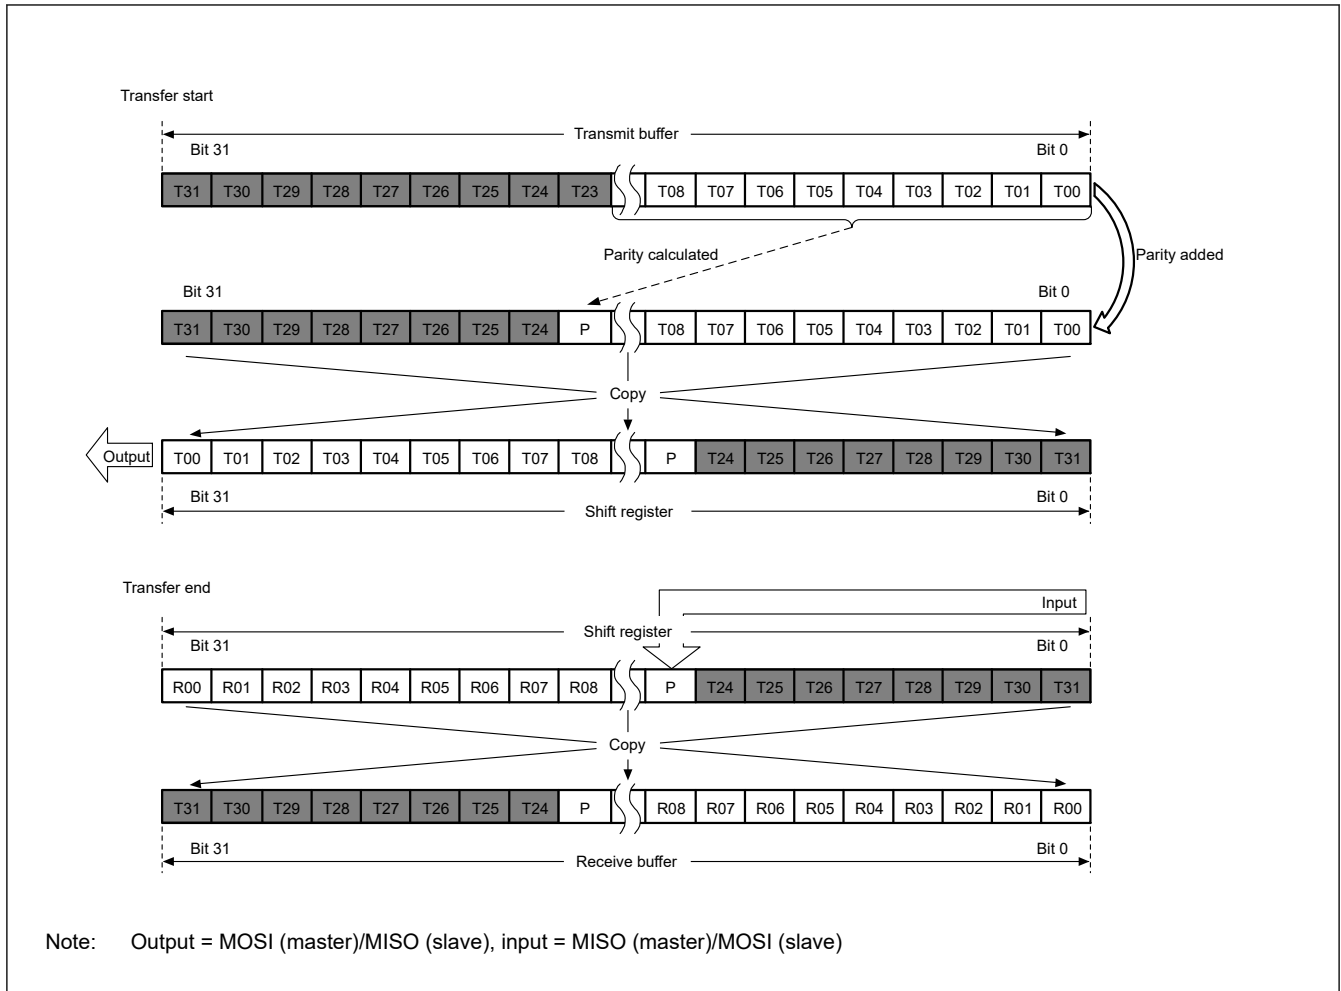 Transfer start
Transmit buffer
Bit 31 Bit 0
T31 T30 T29 T28 T27 T26 T25 T24 T23 T08 T07 T06 T05 T04 T03 T02 T01 T00
Parity calculated Parity added
Bit 31 Bit 0
T31 T30 T29 T28 T27 T26 T25 T24 P T08 T07 T06 T05 T04 T03 T02 T01 T00
Copy
Output T00 T01 T02 T03 T04 T05 T06 T07 T08 P T24 T25 T26 T27 T28 T29 T30 T31
Bit 31 Bit 0
Shift register
Transfer end
Input
Shift register
Bit 31 Bit 0
R00 R01 R02 R03 R04 R05 R06 R07 R08 P T24 T25 T26 T27 T28 T29 T30 T31
Copy
T31 T30 T29 T28 T27 T26 T25 T24 P R08 R07 R06 R05 R04 R03 R02 R01 R00
Bit 31 Bit 0
Receive buffer
Note: Output = MOSI (master)/MISO (slave), input = MISO (master)/MOSI (slave)